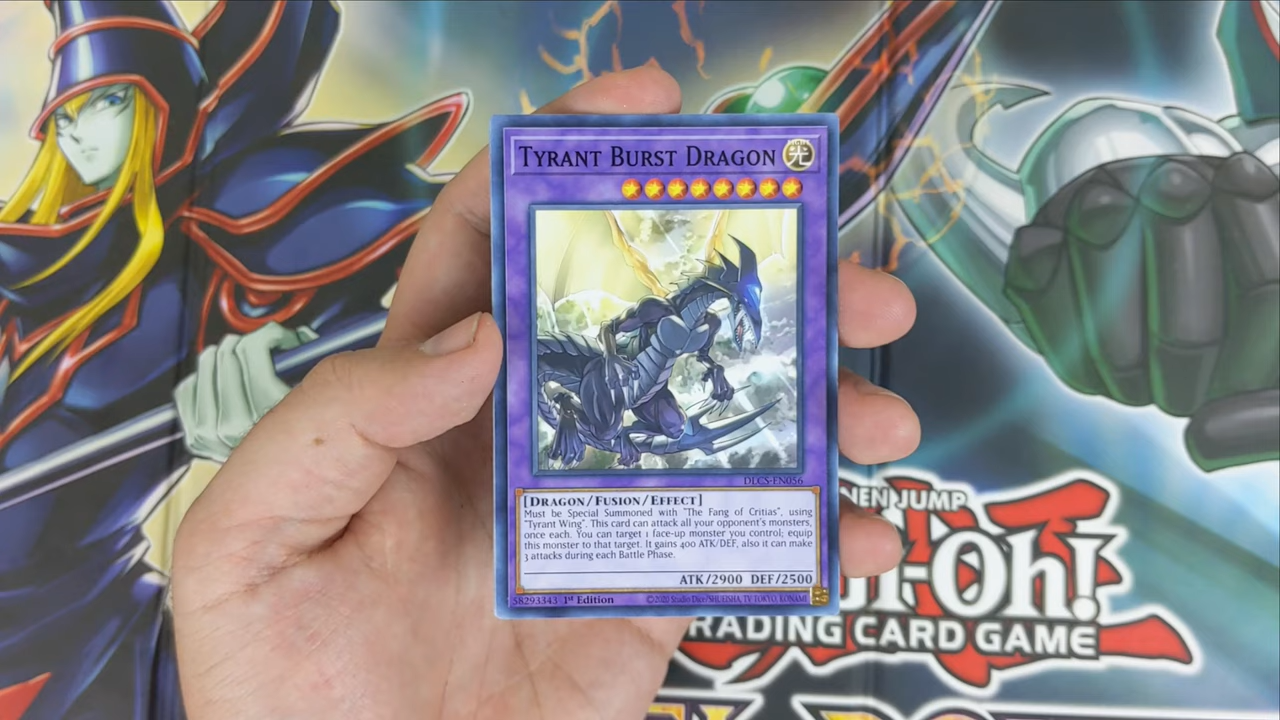 TYRANT BURST DRAGON
LIGHT
光
DLCS-EN056
[DRAGON/FUSION/EFFECT]
Must be Special Summoned with "The Fang of Critias", using
"Tyrant Wing". This card can attack all your opponent's monsters,
once each. You can target 1 face-up monster you control; equip
this monster to that target. It gains 400 ATK/DEF, also it can make
3 attacks during each Battle Phase.
ATK/2900 DEF/2500
58293343 1st Edition
©2020 Studio Dice/SHUEISHA, TV TOKYO, KONAMI
NEN JUMP
-Oh!
RADING CARD GAME